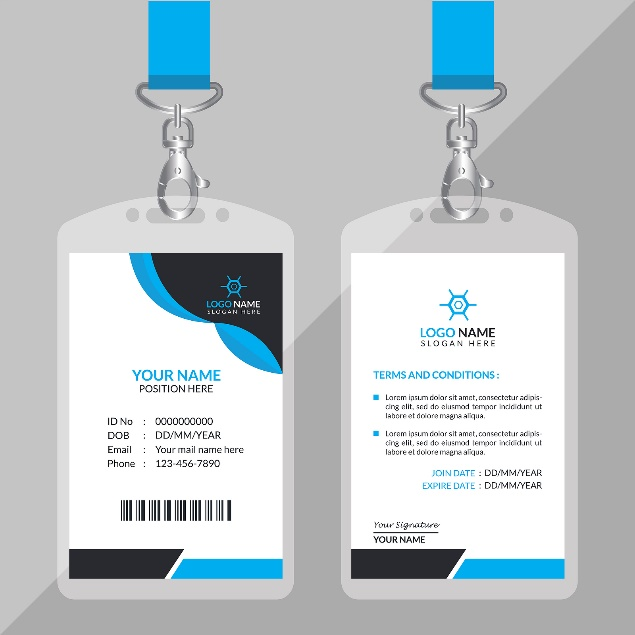 LOGO NAME
SLOGAN HERE
YOUR NAME
POSITION HERE
ID No : 0000000000
DOB : DD/MM/YEAR
Email : Your mail name here
Phone : 123-456-7890
LOGO NAME
SLOGAN HERE
TERMS AND CONDITIONS :
Lorem ipsum dolor sit amet, consectetur adipis-
cing elit, sed do eiusmod tempor incididunt ut
labore et dolore magna aliqua.
Lorem ipsum dolor sit amet, consectetur adipis-
cing elit, sed do eiusmod tempor incididunt ut
labore et dolore magna aliqua.
JOIN DATE : DD/MM/YEAR
EXPIRE DATE : DD/MM/YEAR
Your Signature
YOUR NAME